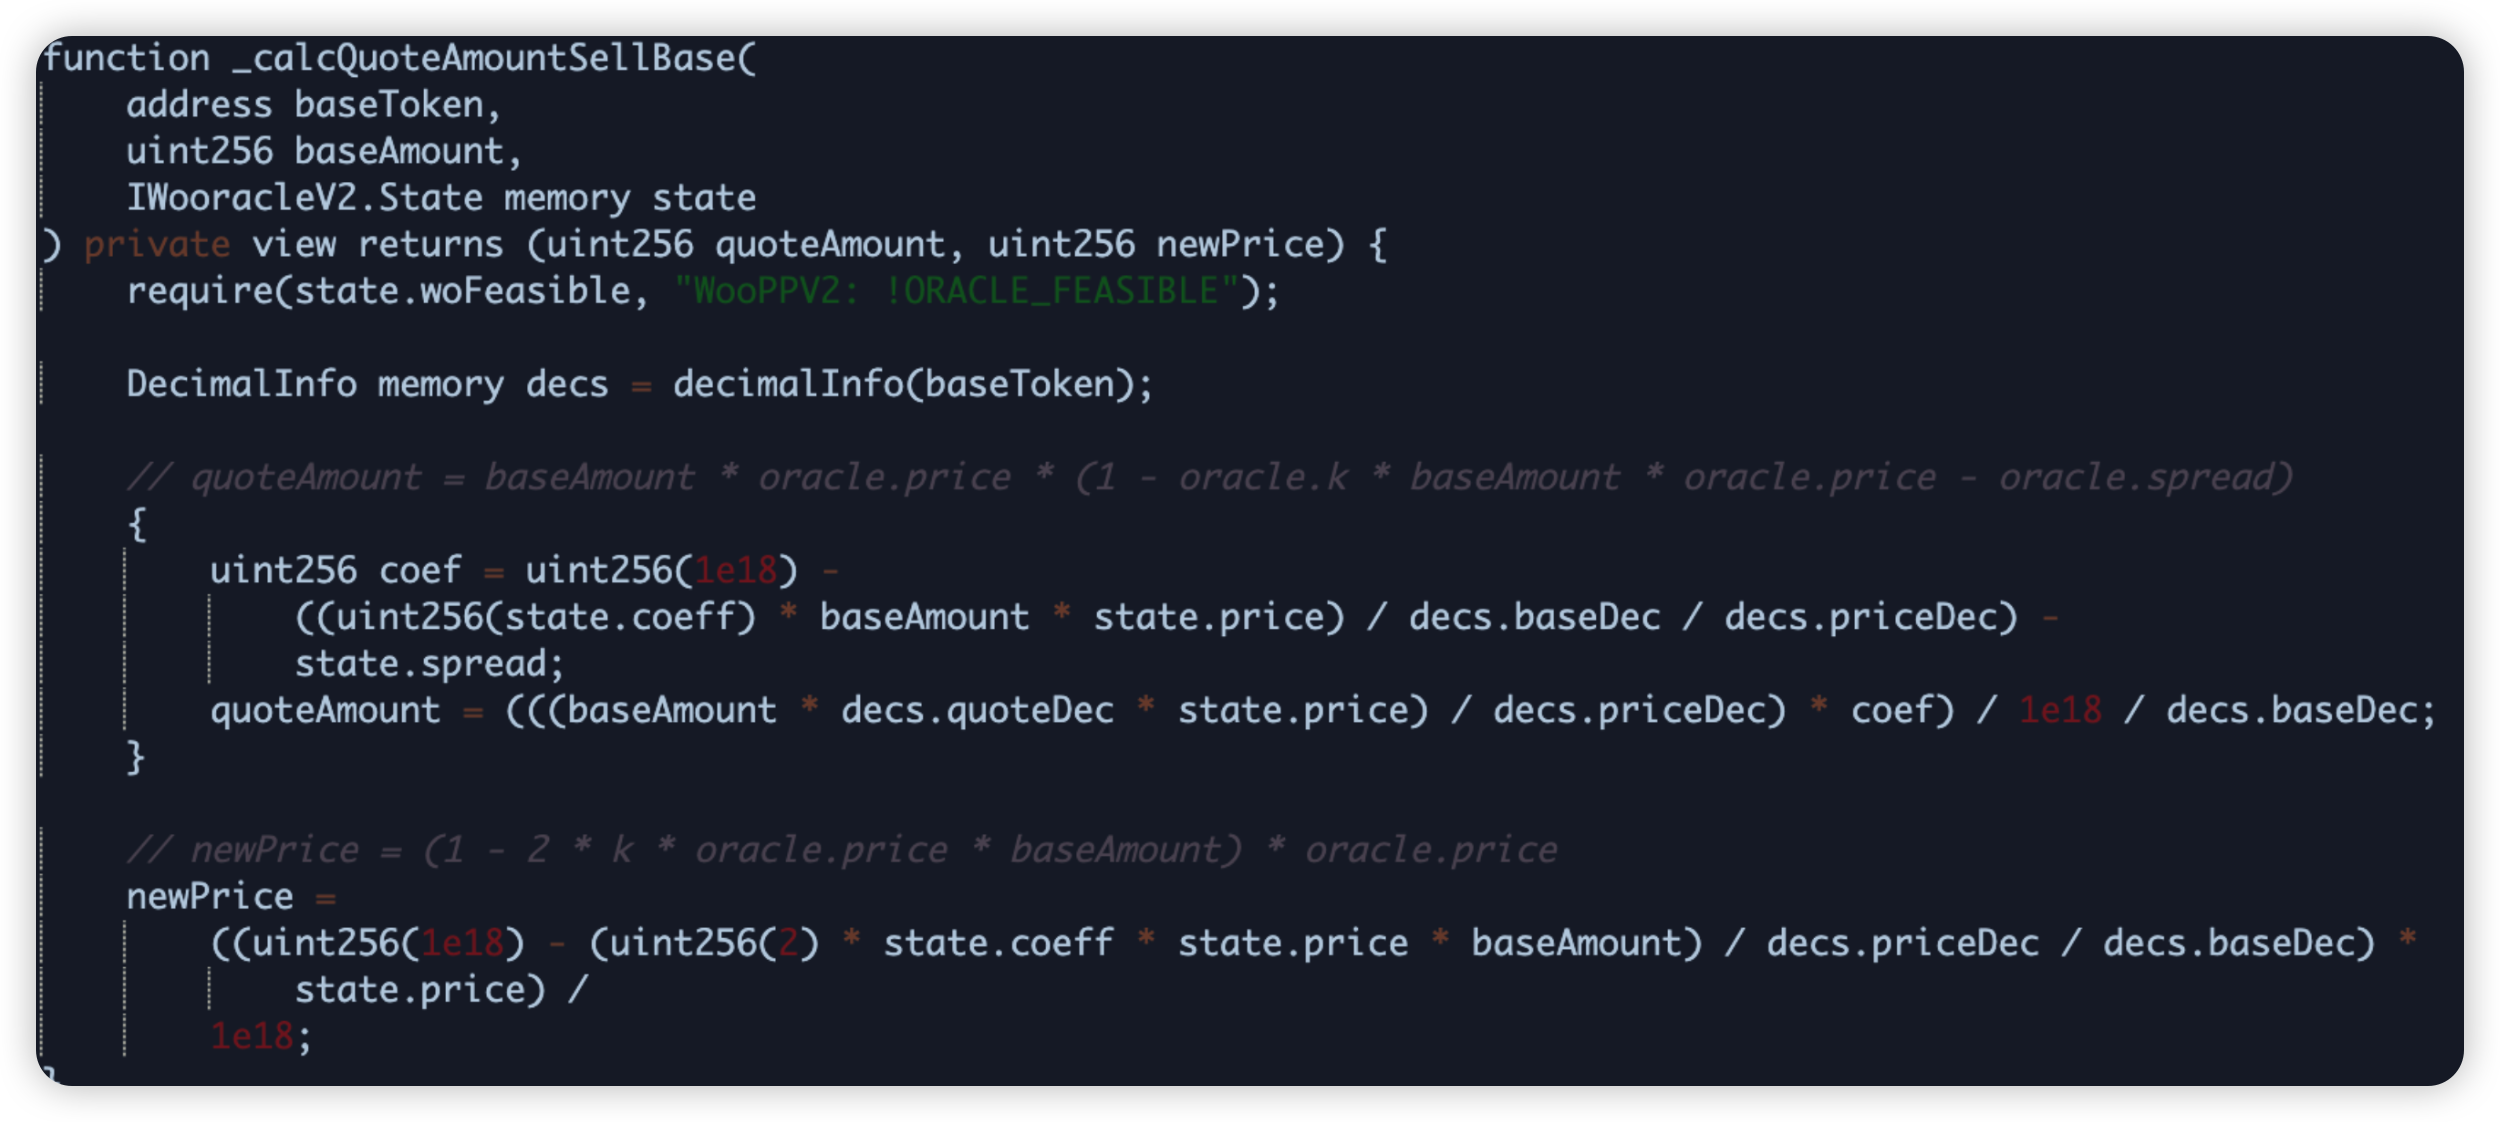 function _calcQuoteAmountSellBase(
    address baseToken,
    uint256 baseAmount,
    IWooracleV2.State memory state
) private view returns (uint256 quoteAmount, uint256 newPrice) {
    require(state.woFeasible, "WooPPV2: !ORACLE_FEASIBLE");

    DecimalInfo memory decs = decimalInfo(baseToken);

    // quoteAmount = baseAmount * oracle.price * (1 - oracle.k * baseAmount * oracle.price - oracle.spread)
    {
        uint256 coef = uint256(1e18) -
            ((uint256(state.coeff) * baseAmount * state.price) / decs.baseDec / decs.priceDec) -
            state.spread;
        quoteAmount = (((baseAmount * decs.quoteDec * state.price) / decs.priceDec) * coef) / 1e18 / decs.baseDec;
    }

    // newPrice = (1 - 2 * k * oracle.price * baseAmount) * oracle.price
    newPrice =
        ((uint256(1e18) - (uint256(2) * state.coeff * state.price * baseAmount) / decs.priceDec / decs.baseDec) *
            state.price) /
        1e18;
}